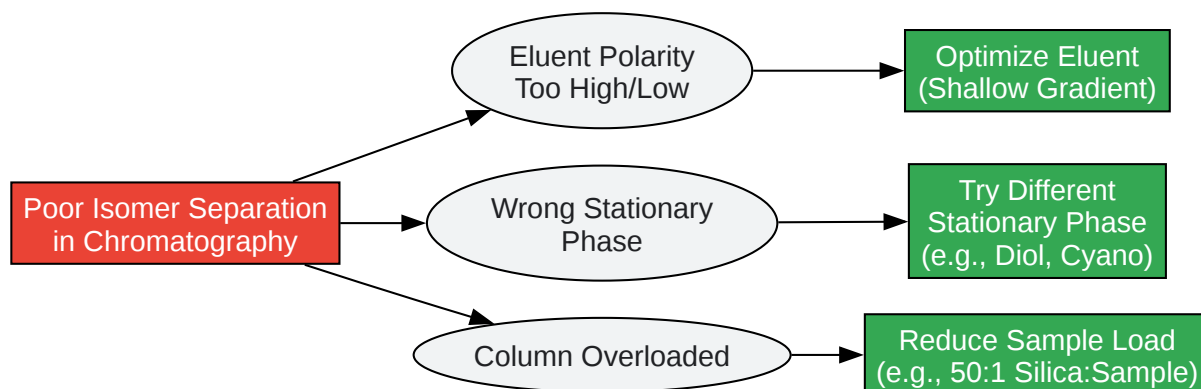 Poor Isomer Separation
in Chromatography
Eluent Polarity
Too High/Low
Optimize Eluent
(Shallow Gradient)
Wrong Stationary
Phase
Try Different
Stationary Phase
(e.g., Diol, Cyano)
Column Overloaded
Reduce Sample Load
(e.g., 50:1 Silica:Sample)